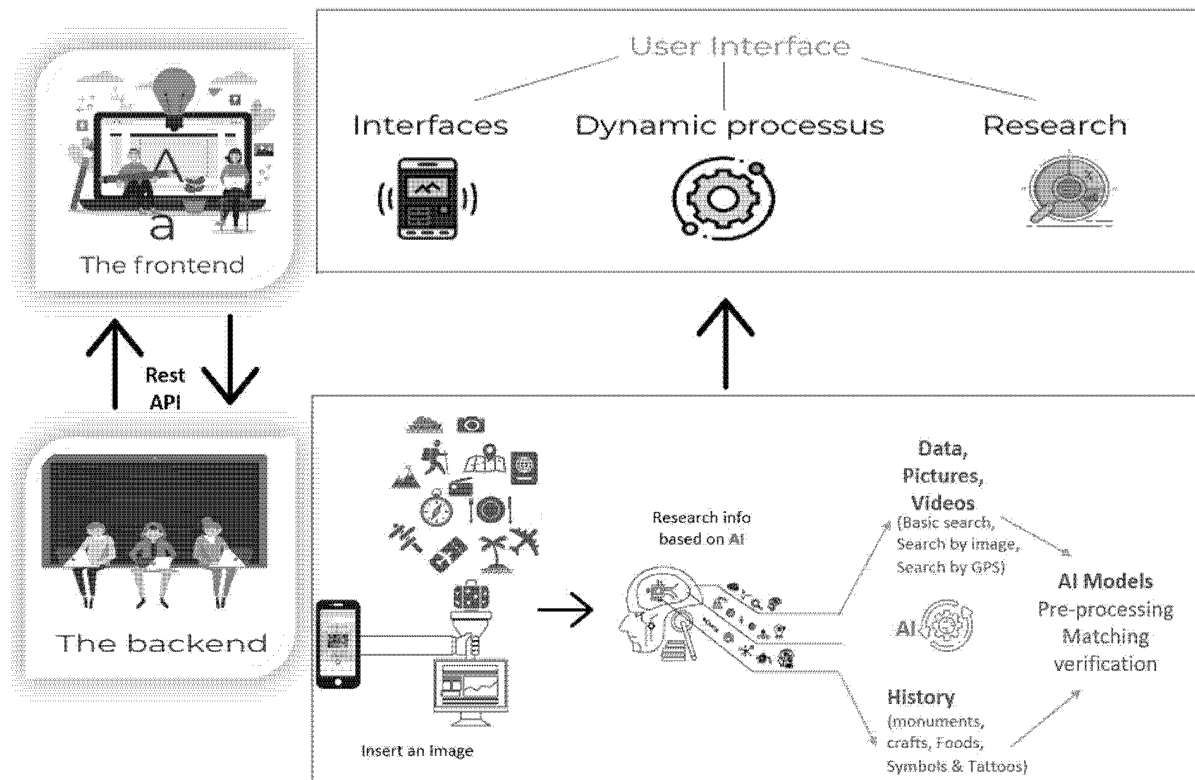 User Interface
Interfaces
Dynamic processus
Research
a
The frontend
Rest
API
The backend
Insert an Image
Research info
based on AI
Data,
Pictures,
Videos
(Basic search,
Search by image,
Search by GPS)
AI
AI Models
Pre-processing
Matching
verification
History
(monuments,
crafts, Foods,
Symbols & Tattoos)